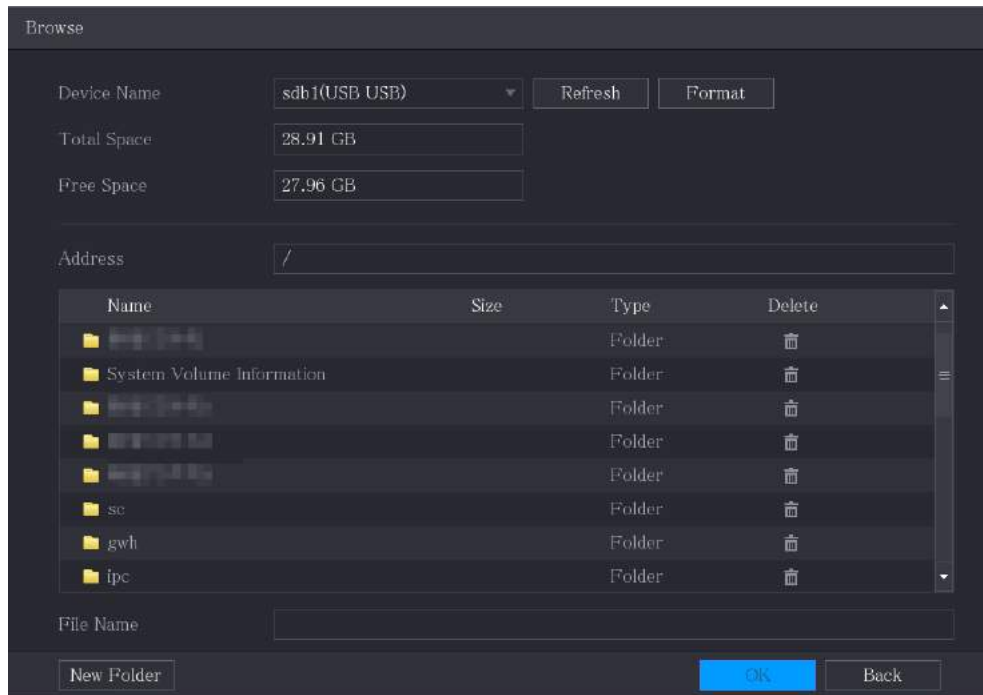 Browse
Device Name sdb1(USB USB) Refresh Format
Total Space 28.91 GB
Free Space 27.96 GB
Address /
Name Size Type Delete
Folder
System Volume Information Folder
Folder
Folder
Folder
sc Folder
gwh Folder
ipc Folder
File Name
New Folder OK Back